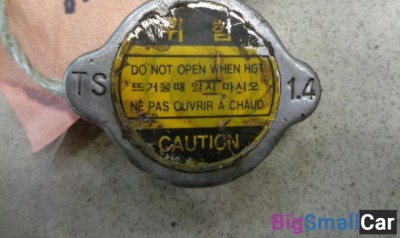 위 험
DO NOT OPEN WHEN HOT
TS
뜨거울때 열지 마시오
1.4
NE PAS OUVRIR À CHAUD
CAUTION
BigSmallCar